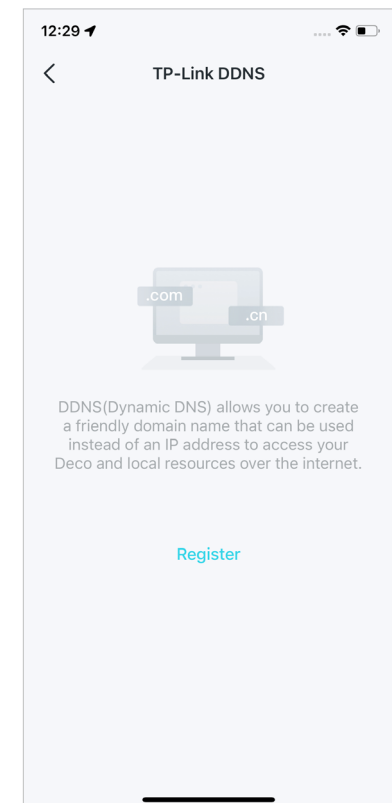 12:29
TP-Link DDNS
.com
.cn
DDNS(Dynamic DNS) allows you to create
a friendly domain name that can be used
instead of an IP address to access your
Deco and local resources over the internet.
Register